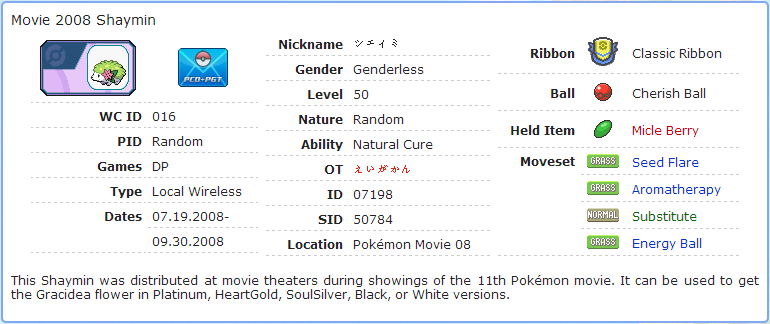 Movie 2008 Shaymin
PCD•PGT
WC ID 016
PID Random
Games DP
Type Local Wireless
Dates 07.19.2008-
09.30.2008
Nickname シェイミ
Gender Genderless
Level 50
Nature Random
Ability Natural Cure
OT えいがかん
ID 07198
SID 50784
Location Pokémon Movie 08
Ribbon Classic Ribbon
Ball Cherish Ball
Held Item Micle Berry
Moveset GRASS Seed Flare
GRASS Aromatherapy
NORMAL Substitute
GRASS Energy Ball
This Shaymin was distributed at movie theaters during showings of the 11th Pokémon movie. It can be used to get
the Gracidea flower in Platinum, HeartGold, SoulSilver, Black, or White versions.